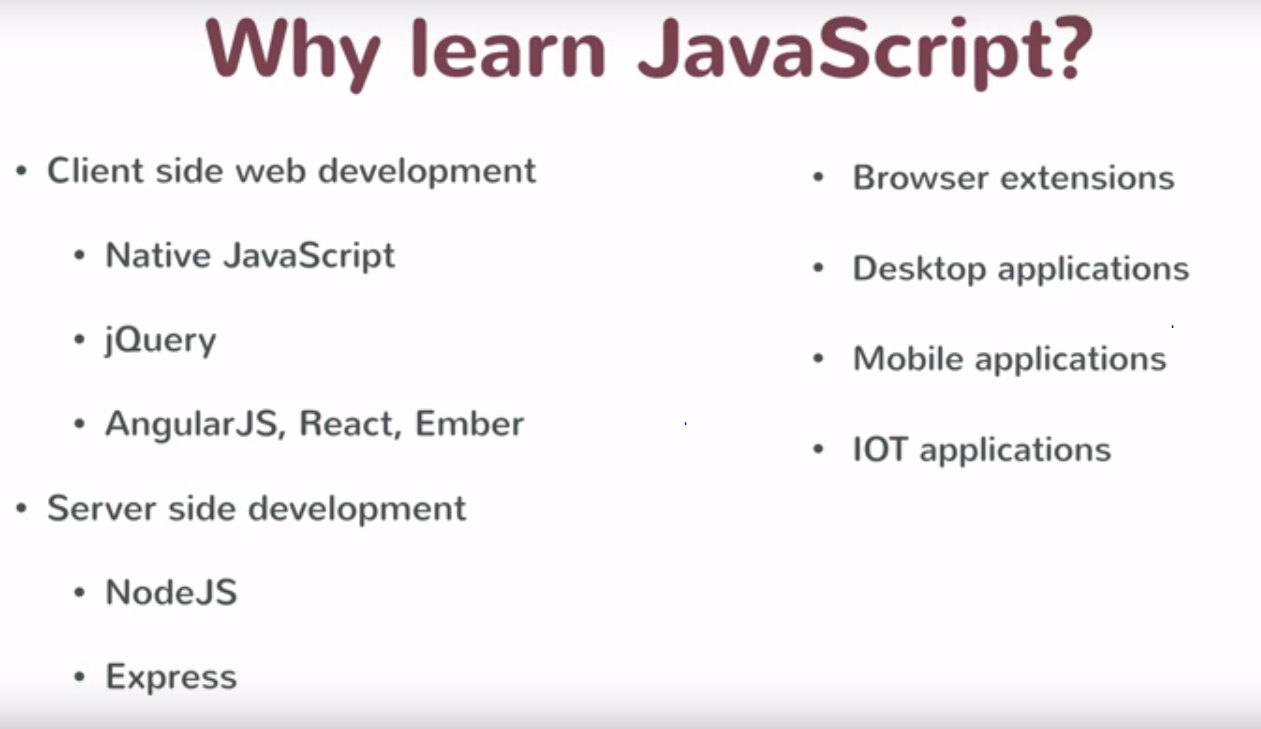 Why learn JavaScript?
• Client side web development
• Native JavaScript
• jQuery
• AngularJS, React, Ember
• Server side development
• NodeJS
• Express
• Browser extensions
• Desktop applications
• Mobile applications
• IOT applications